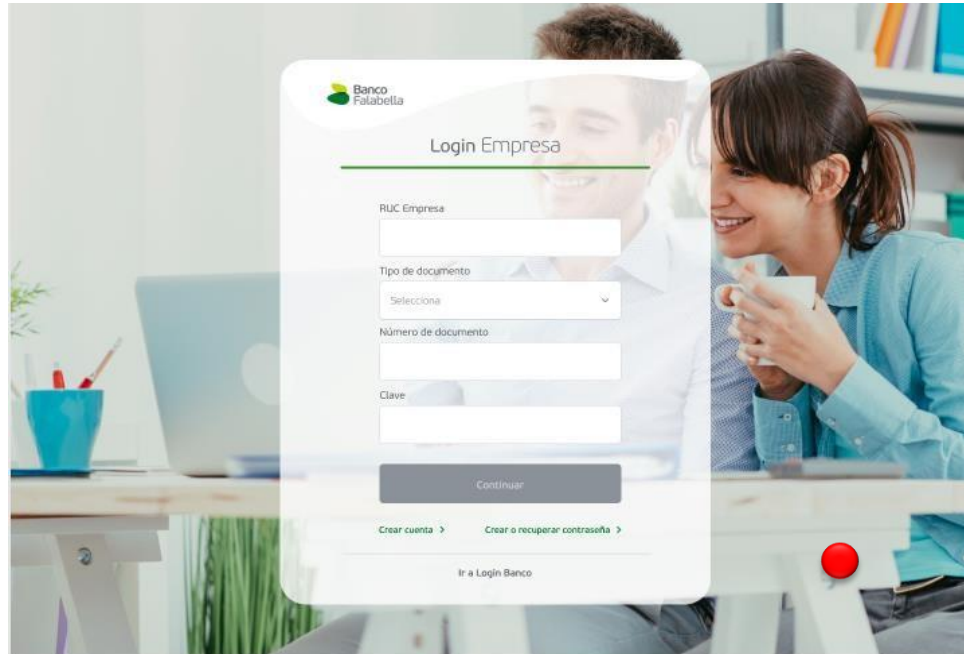 Banco
Falabella
Login Empresa
RUC Empresa
Tipo de documento
Selecciona
Número de documento
Clave
Continuar
Crear cuenta >
Crear o recuperar contraseña >
Ir a Login Banco